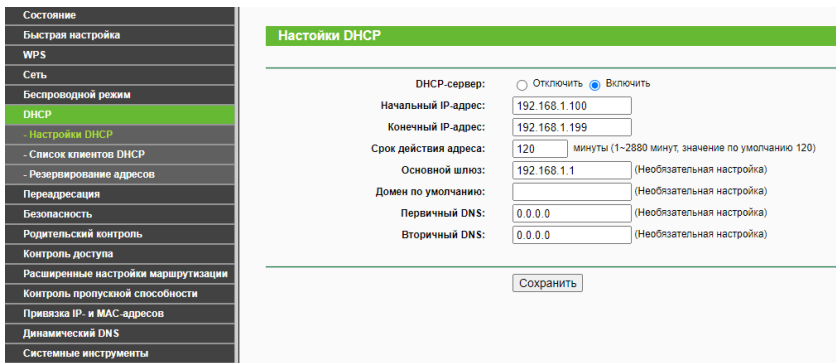 Состояние
Быстрая настройка
WPS
Сеть
Беспроводной режим
DHCP
- Настройки DHCP
- Список клиентов DHCP
- Резервирование адресов
Переадресация
Безопасность
Родительский контроль
Контроль доступа
Расширенные настройки маршрутизации
Контроль пропускной способности
Привязка IP- и MAC-адресов
Динамический DNS
Системные инструменты
Настойки DHCP
DHCP-сервер: Отключить Включить
Начальный IP-адрес: 192.168.1.100
Конечный IP-адрес: 192.168.1.199
Срок действия адреса: 120 минуты (1~2880 минут, значение по умолчанию 120)
Основной шлюз: 192.168.1.1 (Необязательная настройка)
Домен по умолчанию: (Необязательная настройка)
Первичный DNS: 0.0.0.0 (Необязательная настройка)
Вторичный DNS: 0.0.0.0 (Необязательная настройка)
Сохранить